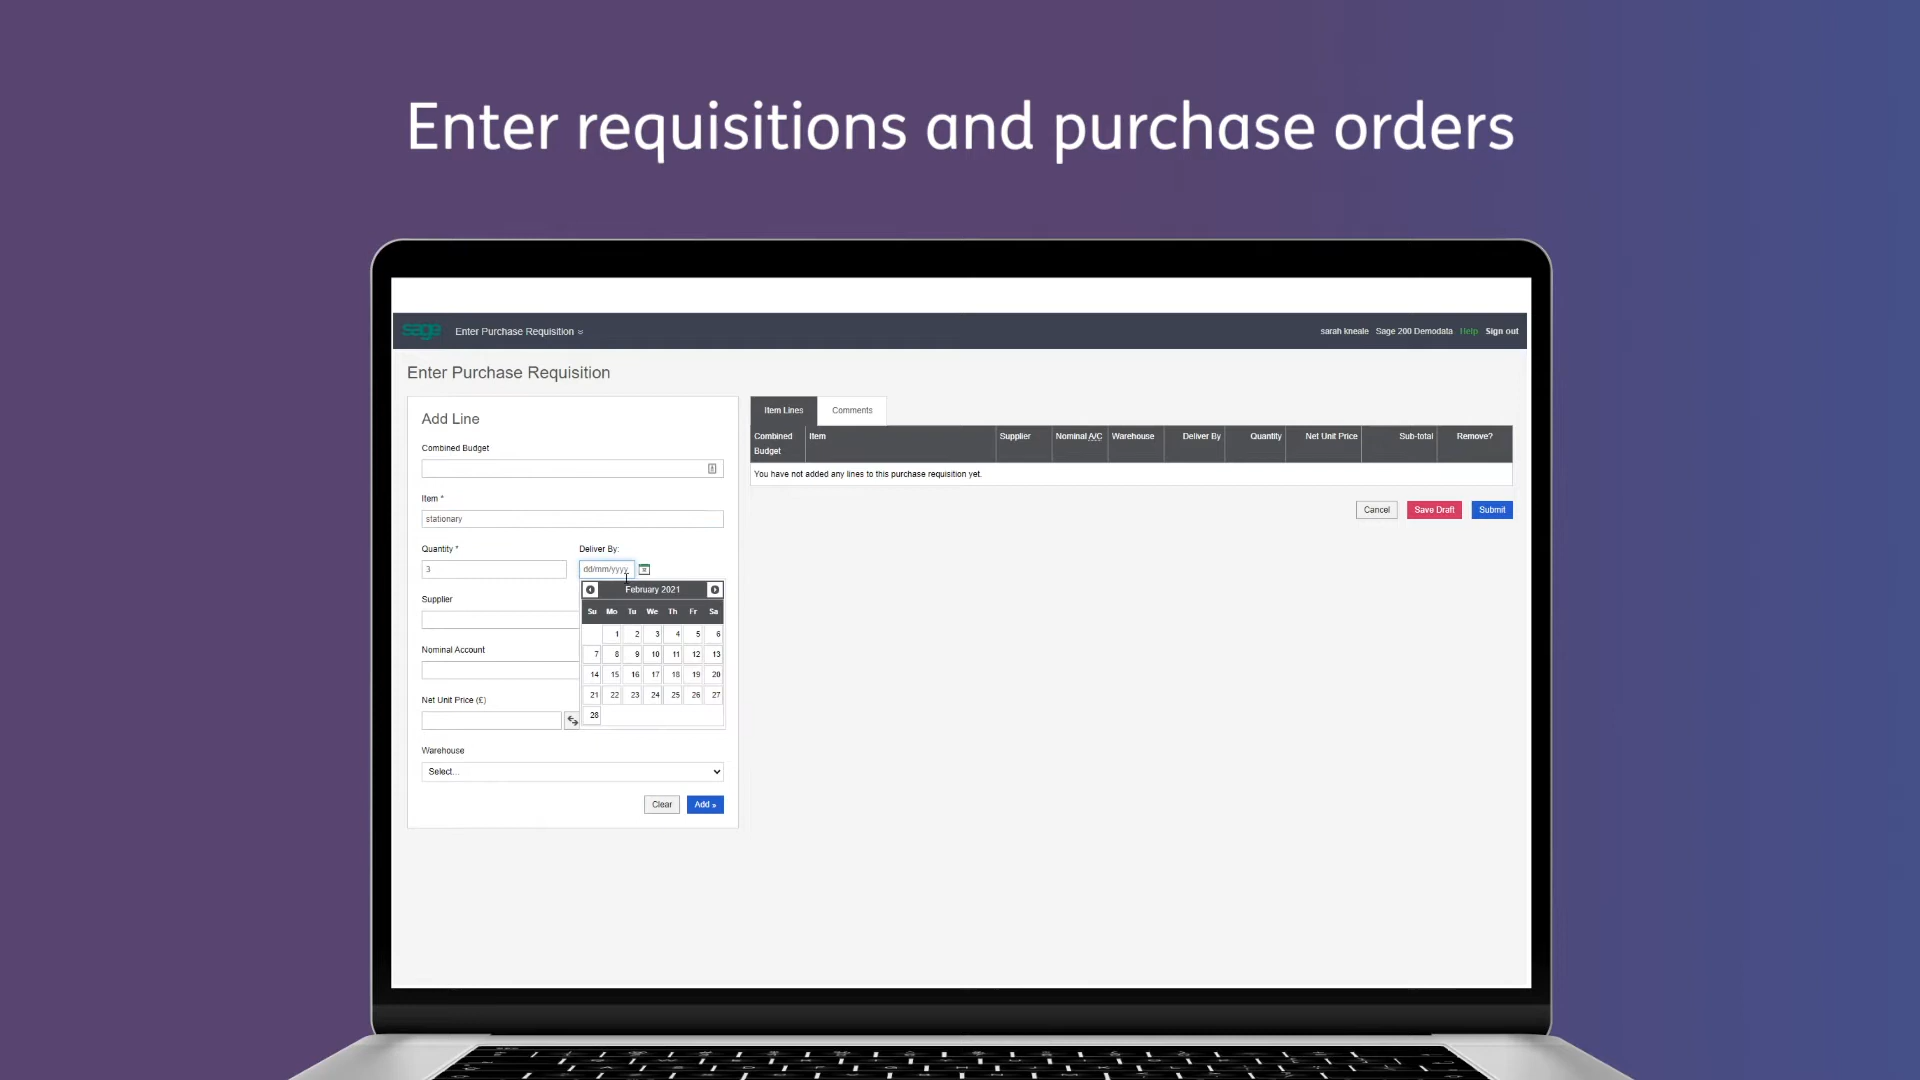 Enter requisitions and purchase orders
sage
Enter Purchase Requisition
sarah kneale Sage 200 Demodata Help Sign out
Enter Purchase Requisition
Add Line
Combined Budget
Item *
stationary
Quantity *
Deliver By:
3
dd/mm/yyyy
February 2021
Su Mo Tu We Th Fr Sa
1 2 3 4 5 6
7 8 9 10 11 12 13
14 15 16 17 18 19 20
21 22 23 24 25 26 27
28
Supplier
Nominal Account
Net Unit Price (£)
Warehouse
Select...
Clear Add »
Item Lines Comments
Combined Budget Item Supplier Nominal A/C Warehouse Deliver By Quantity Net Unit Price Sub-total Remove?
You have not added any lines to this purchase requisition yet.
Cancel Save Draft Submit